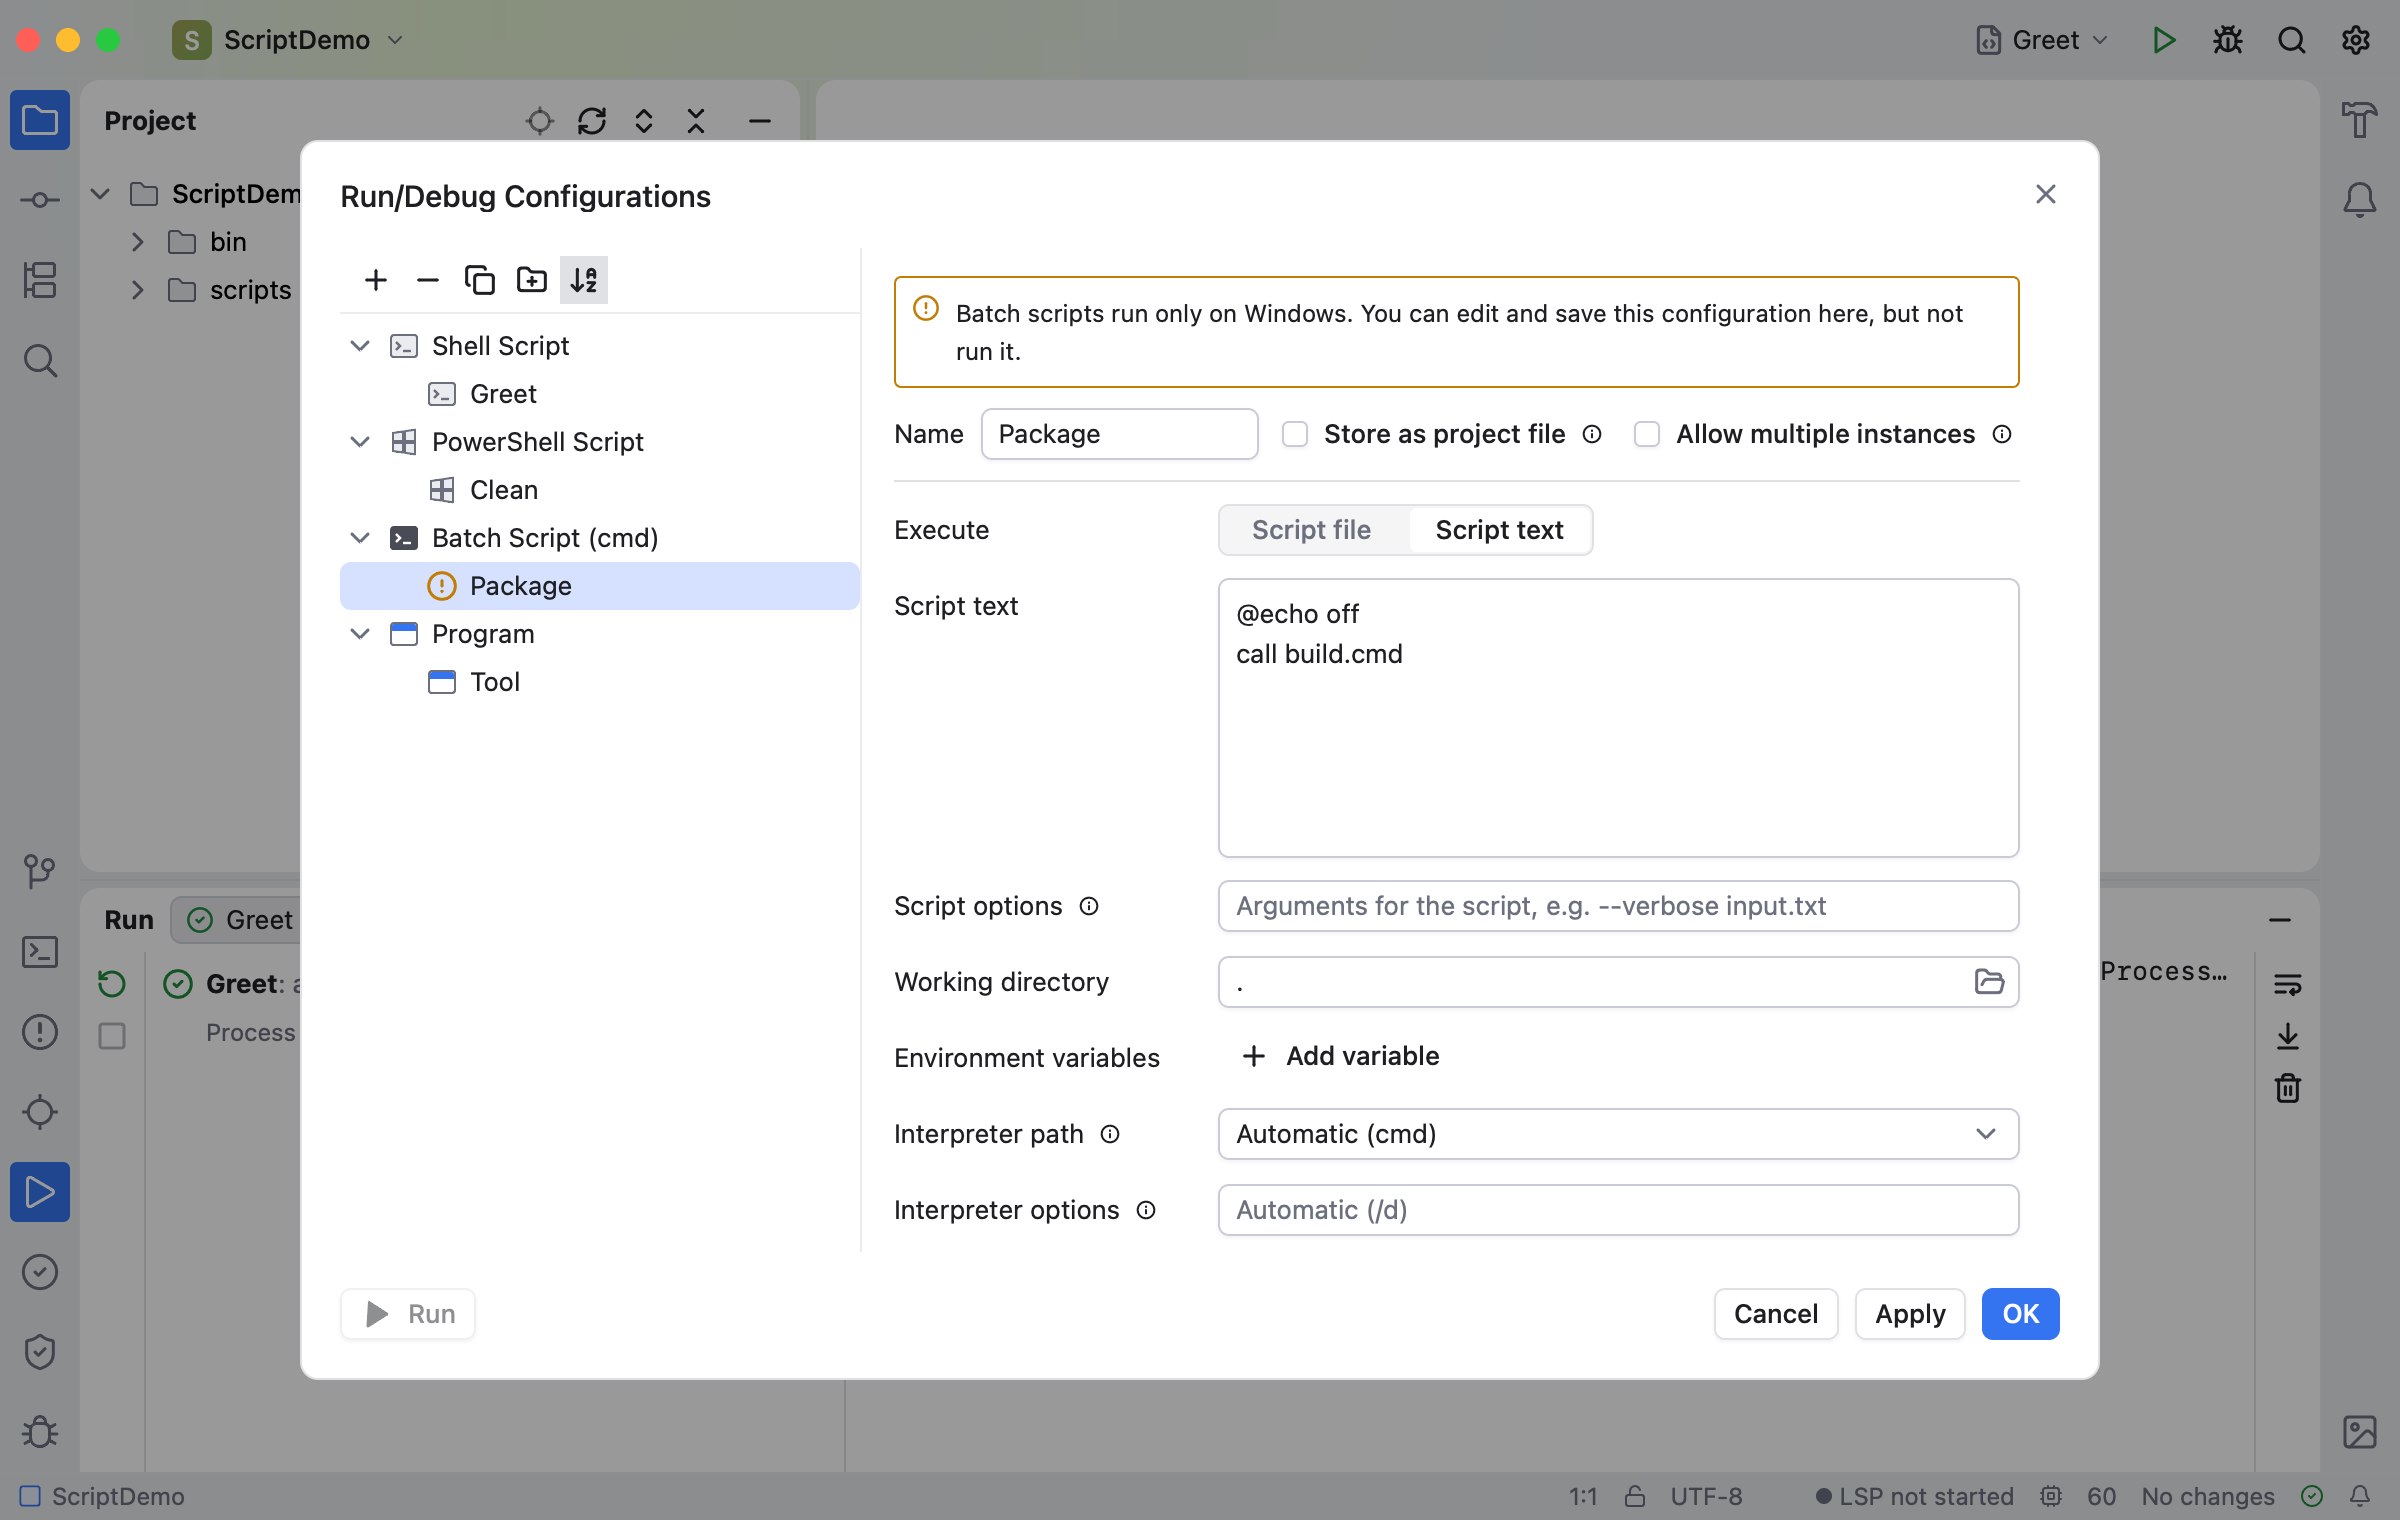 S ScriptDemo
Greet
Project
ScriptDem
bin
scripts
Run/Debug Configurations
Shell Script
Greet
PowerShell Script
Clean
Batch Script (cmd)
Package
Program
Tool
Batch scripts run only on Windows. You can edit and save this configuration here, but not
run it.
Name Package Store as project file Allow multiple instances
Execute Script file Script text
Script text
@echo off
call build.cmd
Script options Arguments for the script, e.g. --verbose input.txt
Working directory .
Environment variables Add variable
Interpreter path Automatic (cmd)
Interpreter options Automatic (/d)
Run Cancel Apply OK
Run Greet
Greet: a
Process
Process…
ScriptDemo 1:1 UTF-8 LSP not started 60 No changes